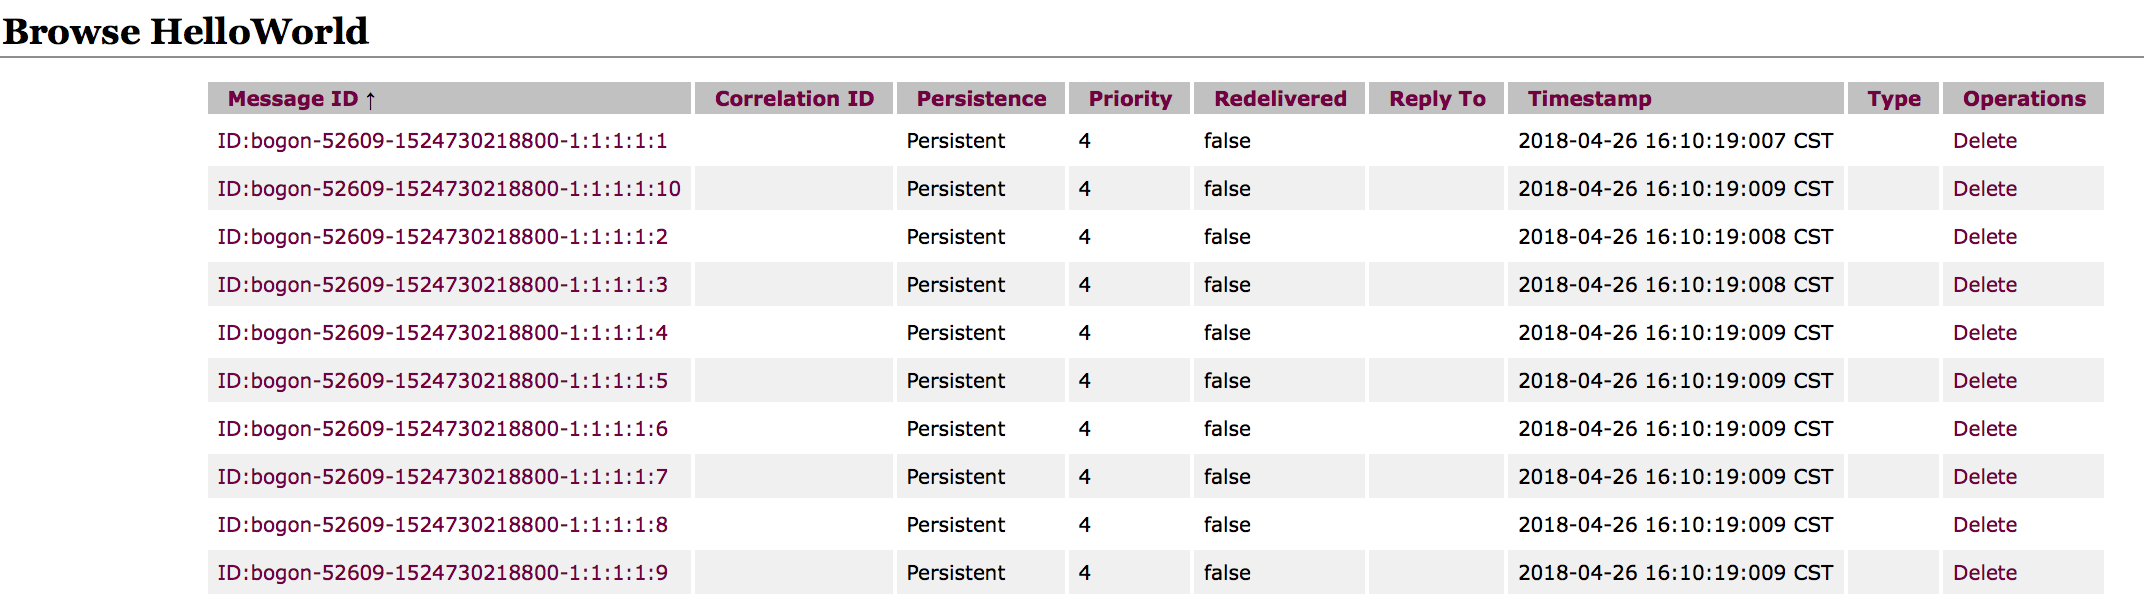 Browse HelloWorld
Message ID ↑ Correlation ID Persistence Priority Redelivered Reply To Timestamp Type Operations
ID:bogon-52609-1524730218800-1:1:1:1:1 Persistent 4 false 2018-04-26 16:10:19:007 CST Delete
ID:bogon-52609-1524730218800-1:1:1:1:10 Persistent 4 false 2018-04-26 16:10:19:009 CST Delete
ID:bogon-52609-1524730218800-1:1:1:1:2 Persistent 4 false 2018-04-26 16:10:19:008 CST Delete
ID:bogon-52609-1524730218800-1:1:1:1:3 Persistent 4 false 2018-04-26 16:10:19:008 CST Delete
ID:bogon-52609-1524730218800-1:1:1:1:4 Persistent 4 false 2018-04-26 16:10:19:009 CST Delete
ID:bogon-52609-1524730218800-1:1:1:1:5 Persistent 4 false 2018-04-26 16:10:19:009 CST Delete
ID:bogon-52609-1524730218800-1:1:1:1:6 Persistent 4 false 2018-04-26 16:10:19:009 CST Delete
ID:bogon-52609-1524730218800-1:1:1:1:7 Persistent 4 false 2018-04-26 16:10:19:009 CST Delete
ID:bogon-52609-1524730218800-1:1:1:1:8 Persistent 4 false 2018-04-26 16:10:19:009 CST Delete
ID:bogon-52609-1524730218800-1:1:1:1:9 Persistent 4 false 2018-04-26 16:10:19:009 CST Delete